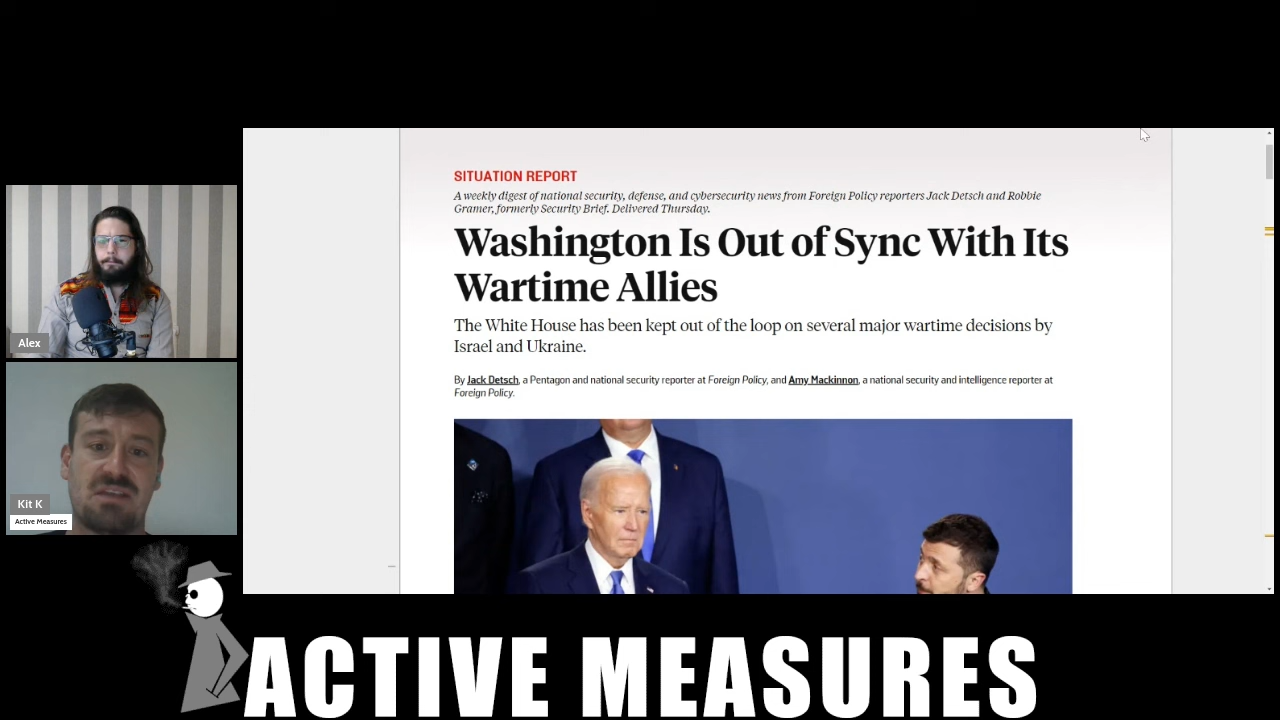 SITUATION REPORT
A weekly digest of national security, defense, and cybersecurity news from Foreign Policy reporters Jack Detsch and Robbie
Gramer, formerly Security Brief. Delivered Thursday.
Washington Is Out of Sync With Its
Wartime Allies
The White House has been kept out of the loop on several major wartime decisions by
Israel and Ukraine.
By Jack Detsch, a Pentagon and national security reporter at Foreign Policy, and Amy Mackinnon, a national security and intelligence reporter at
Foreign Policy.
Alex
Kit K
Active Measures
ACTIVE MEASURES